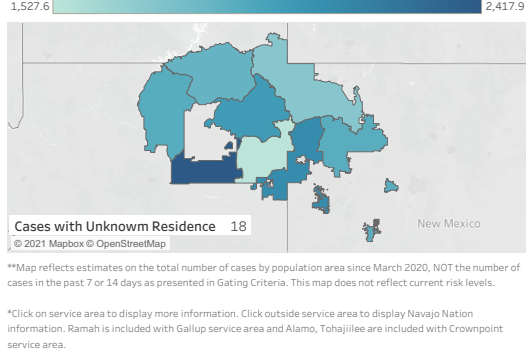 1,527.6 2,417.9
Cases with Unknowm Residence 18
New Mexico
© 2021 Mapbox © OpenStreetMap
**Map reflects estimates on the total number of cases by population area since March 2020, NOT the number of
cases in the past 7 or 14 days as presented in Gating Criteria. This map does not reflect current risk levels.
*Click on service area to display more information. Click outside service area to display Navajo Nation
information. Ramah is included with Gallup service area and Alamo, Tohajiilee are included with Crownpoint
service area.